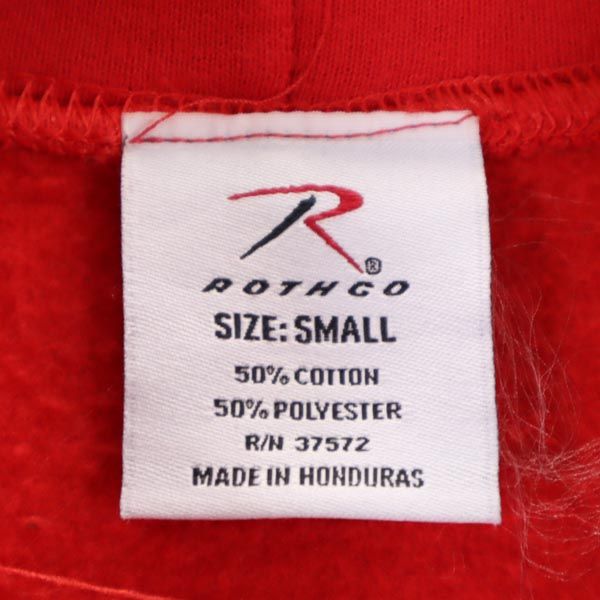 R®
ROTHCO
SIZE: SMALL
50% COTTON
50% POLYESTER
R/N 37572
MADE IN HONDURAS